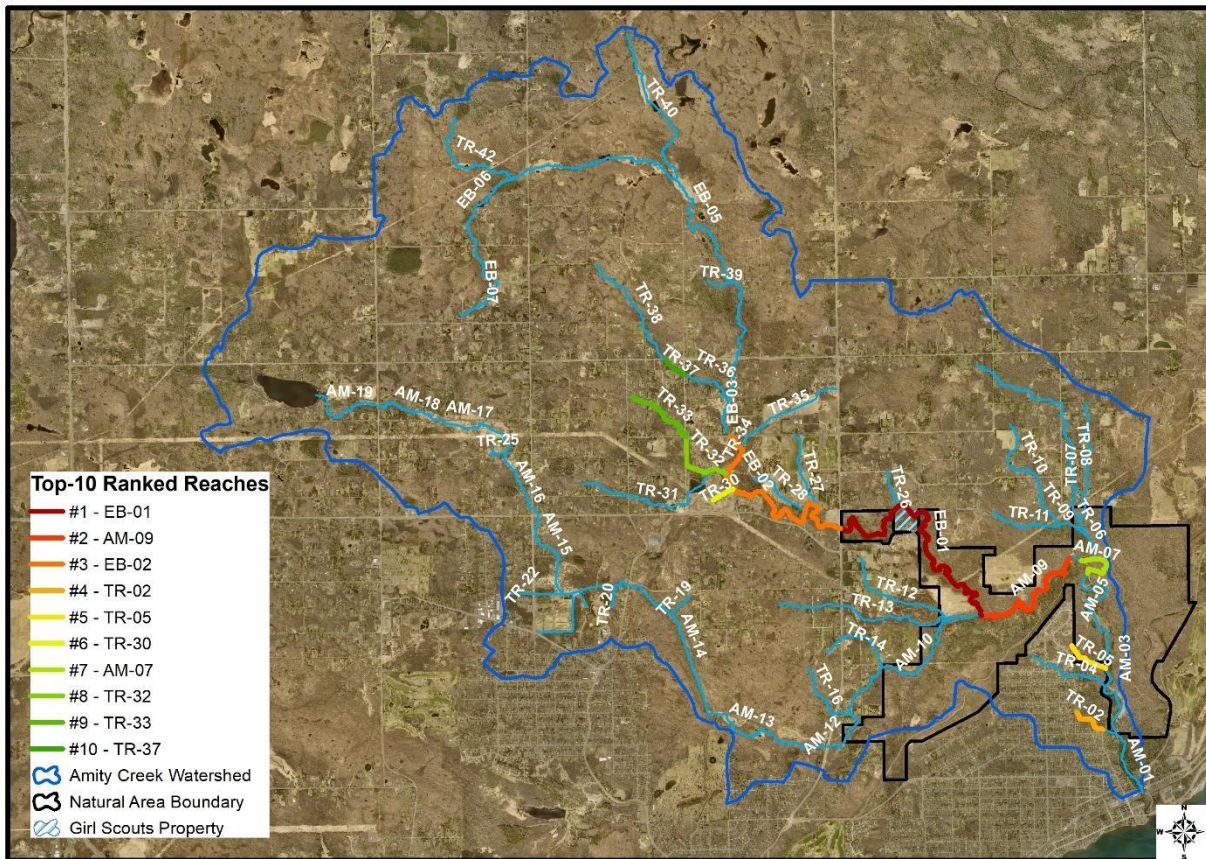 TR-40
TR-42
EB-06
EB-05
EB-07
TR-39
TR-38
TR-37
TR-36
EB-03
TR-35
TR-34
AM-19
AM-18
AM-17
TR-25
TR-33
TR-32
EB-02
TR-31
TR-30
TR-28
TR-27
TR-26
EB-01
TR-10
TR-07
TR-08
TR-11
TR-09
TR-06
AM-16
AM-15
AM-07
AM-09
AM-05
TR-22
TR-20
TR-19
TR-12
TR-13
AM-14
TR-14
AM-10
AM-03
TR-05
TR-04
TR-16
TR-02
AM-13
AM-12
AM-01
Top-10 Ranked Reaches
#1 - EB-01
#2 - AM-09
#3 - EB-02
#4 - TR-02
#5 - TR-05
#6 - TR-30
#7 - AM-07
#8 - TR-32
#9 - TR-33
#10 - TR-37
Amity Creek Watershed
Natural Area Boundary
Girl Scouts Property
N
W E
S